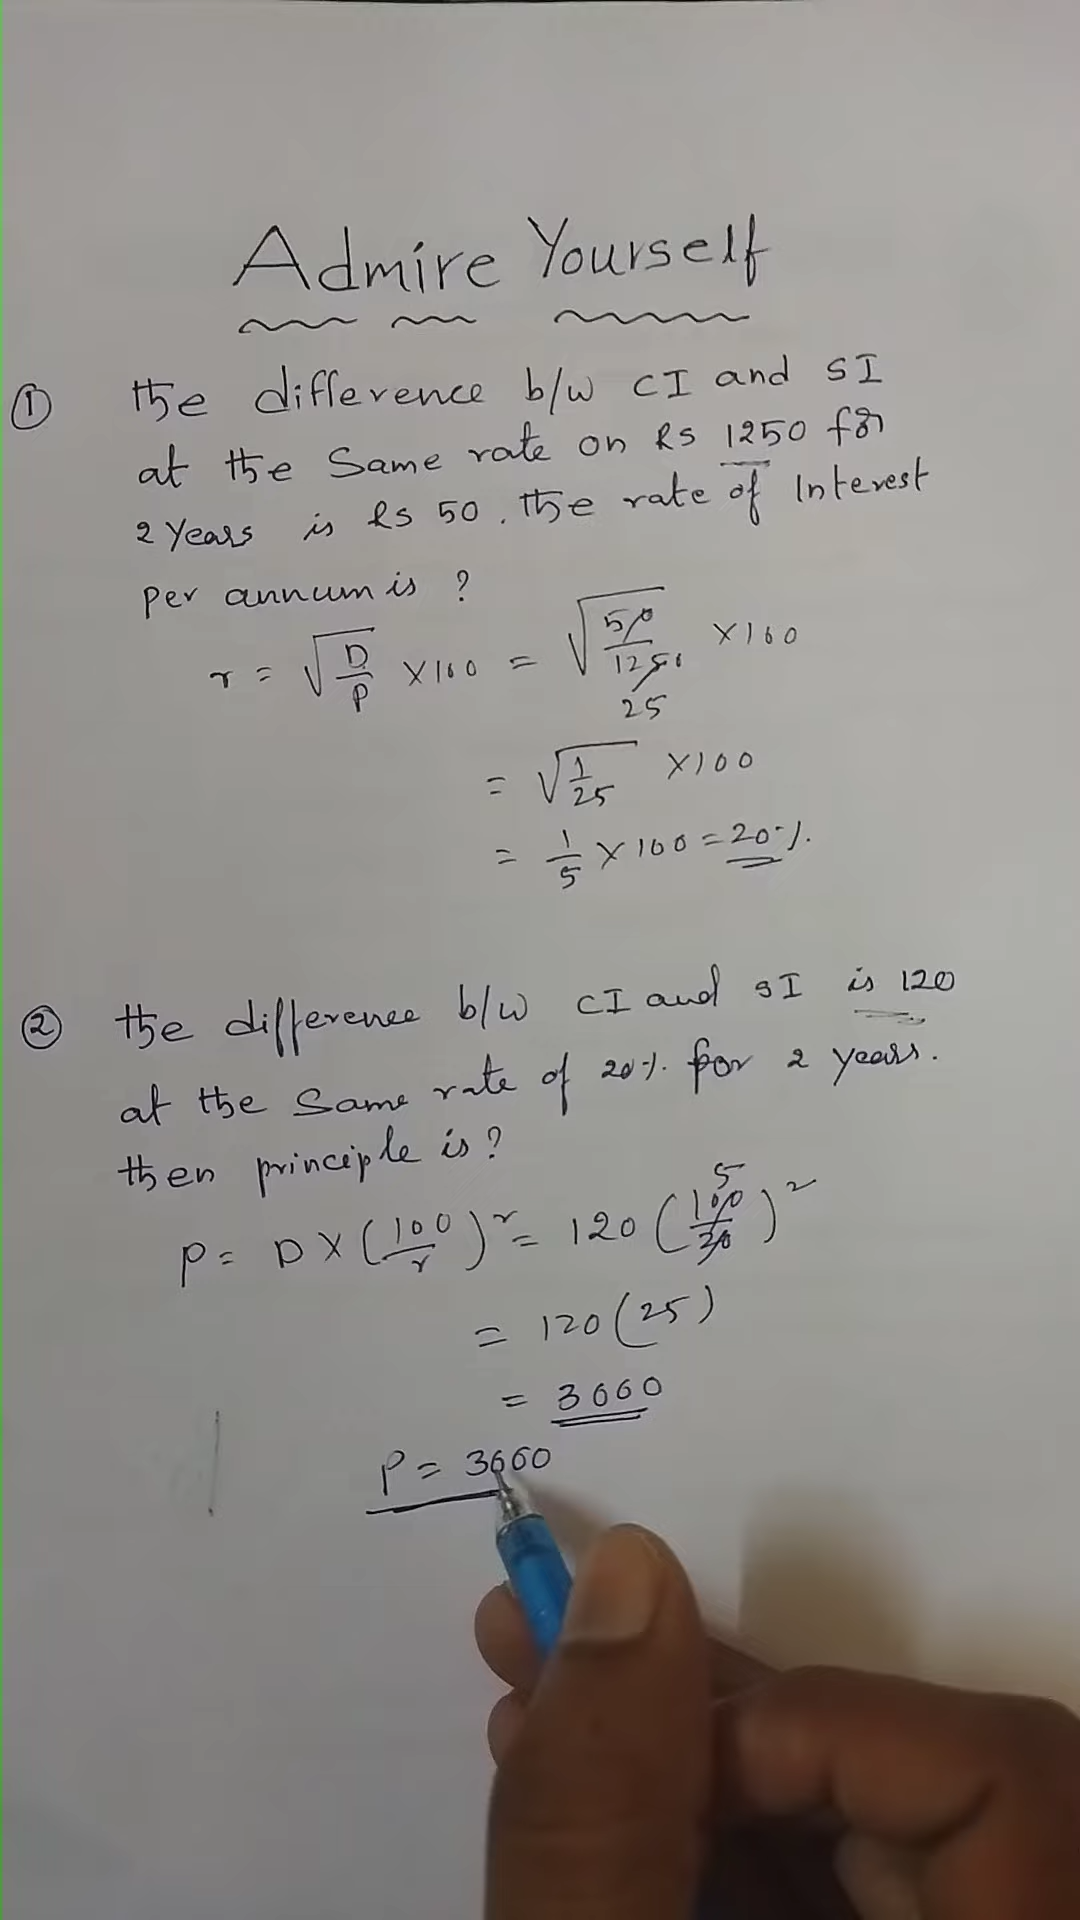 Admire Yourself
① the difference b/w CI and SI
at the Same rate on Rs 1250 for
2 Years is Rs 50. the rate of Interest
per annum is ?
r = √(D/P) ×100 = √(50/1250) ×100
25
= √(1/25) ×100
= 1/5 × 100 = 20%.
② the difference b/w CI and SI is 120
at the Same rate of 20%. for 2 years.
then principle is ?
P = D × (100/r)² = 120 (100/20)²
5
= 120 (25)
= 3000
P = 3000